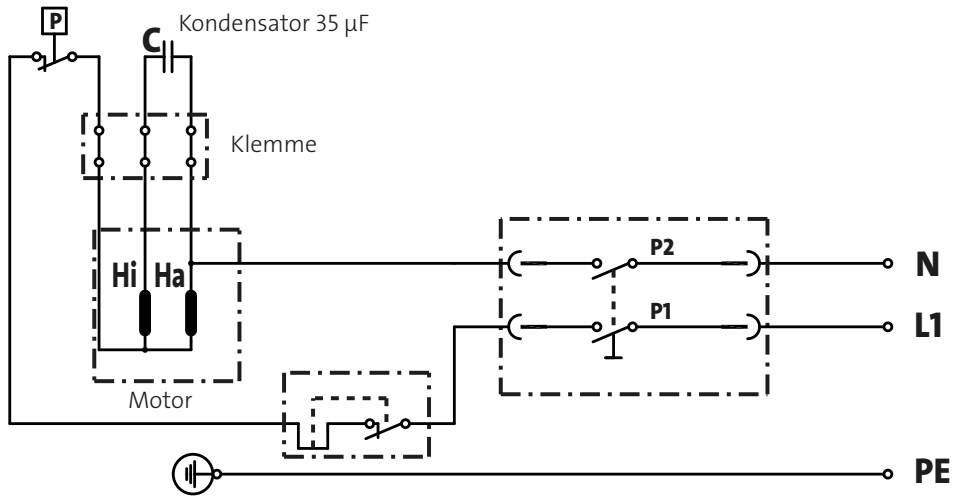 P
C
Kondensator 35 µF
Klemme
Hi Ha
Motor
P2
N
P1
L1
PE